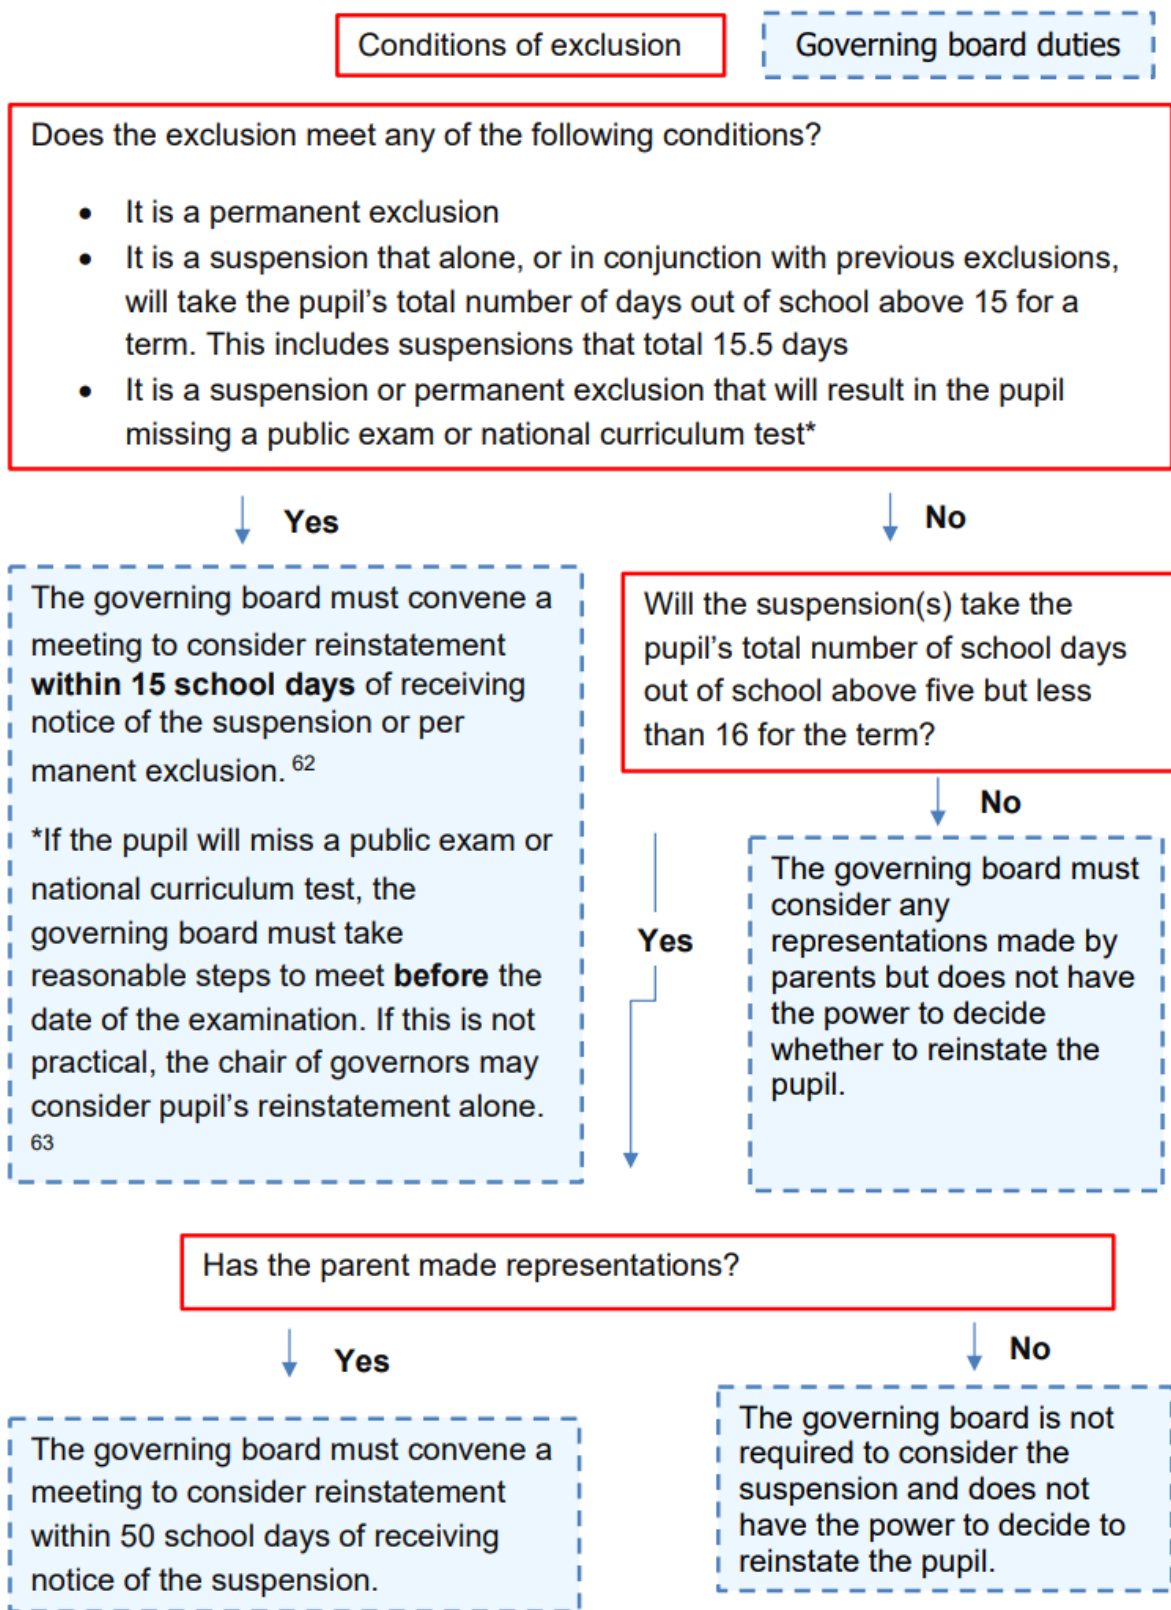 Conditions of exclusion
Governing board duties
Does the exclusion meet any of the following conditions?
• It is a permanent exclusion
• It is a suspension that alone, or in conjunction with previous exclusions,
will take the pupil’s total number of days out of school above 15 for a
term. This includes suspensions that total 15.5 days
• It is a suspension or permanent exclusion that will result in the pupil
missing a public exam or national curriculum test*
Yes
No
The governing board must convene a
meeting to consider reinstatement
within 15 school days of receiving
notice of the suspension or per
manent exclusion. 62
*If the pupil will miss a public exam or
national curriculum test, the
governing board must take
reasonable steps to meet before the
date of the examination. If this is not
practical, the chair of governors may
consider pupil’s reinstatement alone.
63
Will the suspension(s) take the
pupil’s total number of school days
out of school above five but less
than 16 for the term?
No
Yes
The governing board must
consider any
representations made by
parents but does not have
the power to decide
whether to reinstate the
pupil.
Has the parent made representations?
Yes
No
The governing board must convene a
meeting to consider reinstatement
within 50 school days of receiving
notice of the suspension.
The governing board is not
required to consider the
suspension and does not
have the power to decide to
reinstate the pupil.